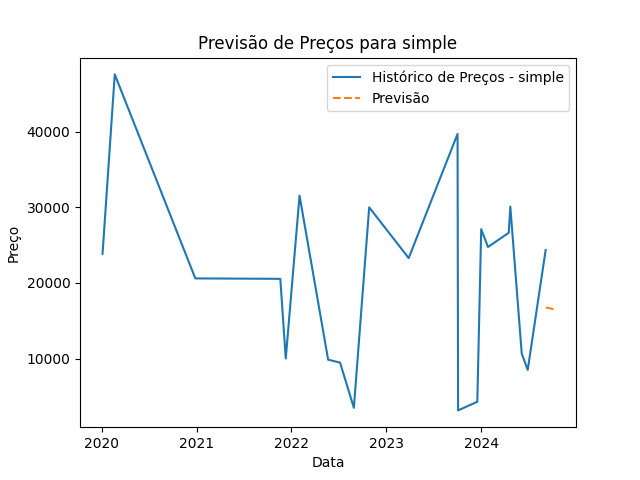 Previsão de Preços para simple
Histórico de Preços - simple
Previsão
Preço
40000
30000
20000
10000
2020
2021
2022
2023
2024
Data